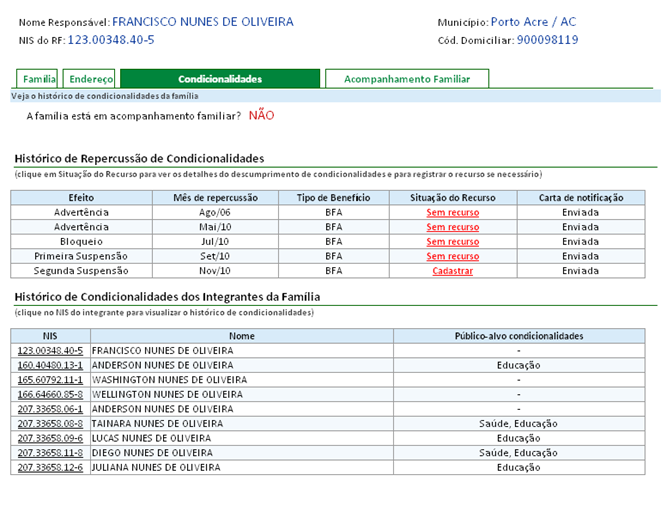 Nome Responsável: FRANCISCO NUNES DE OLIVEIRA Município: Porto Acre / AC
NIS do RF: 123.00348.40-5 Cód. Domiciliar: 900098119
Família Endereço Condicionalidades Acompanhamento Familiar
Veja o histórico de condicionalidades da família
A família está em acompanhamento familiar? NÃO
Histórico de Repercussão de Condicionalidades
(clique em Situação do Recurso para ver os detalhes do descumprimento de condicionalidades e para registrar o recurso se necessário)
Efeito Mês de repercussão Tipo de Benefício Situação do Recurso Carta de notificação
Advertência Ago/06 BFA Sem recurso Enviada
Advertência Mai/10 BFA Sem recurso Enviada
Bloqueio Jul/10 BFA Sem recurso Enviada
Primeira Suspensão Set/10 BFA Sem recurso Enviada
Segunda Suspensão Nov/10 BFA Cadastrar Enviada
Histórico de Condicionalidades dos Integrantes da Família
(clique no NIS do integrante para visualizar o histórico de condicionalidades)
NIS Nome Público-alvo condicionalidades
123.00348.40-5 FRANCISCO NUNES DE OLIVEIRA -
160.40480.13-1 ANDERSON NUNES DE OLIVEIRA Educação
165.60792.11-1 WASHINGTON NUNES DE OLIVEIRA -
166.64660.85-8 WELLINGTON NUNES DE OLIVEIRA -
207.33658.06-1 ANDERSON NUNES DE OLIVEIRA -
207.33658.08-8 TAINARA NUNES DE OLIVEIRA Saúde, Educação
207.33658.09-6 LUCAS NUNES DE OLIVEIRA Educação
207.33658.11-8 DIEGO NUNES DE OLIVEIRA Saúde, Educação
207.33658.12-6 JULIANA NUNES DE OLIVEIRA Educação